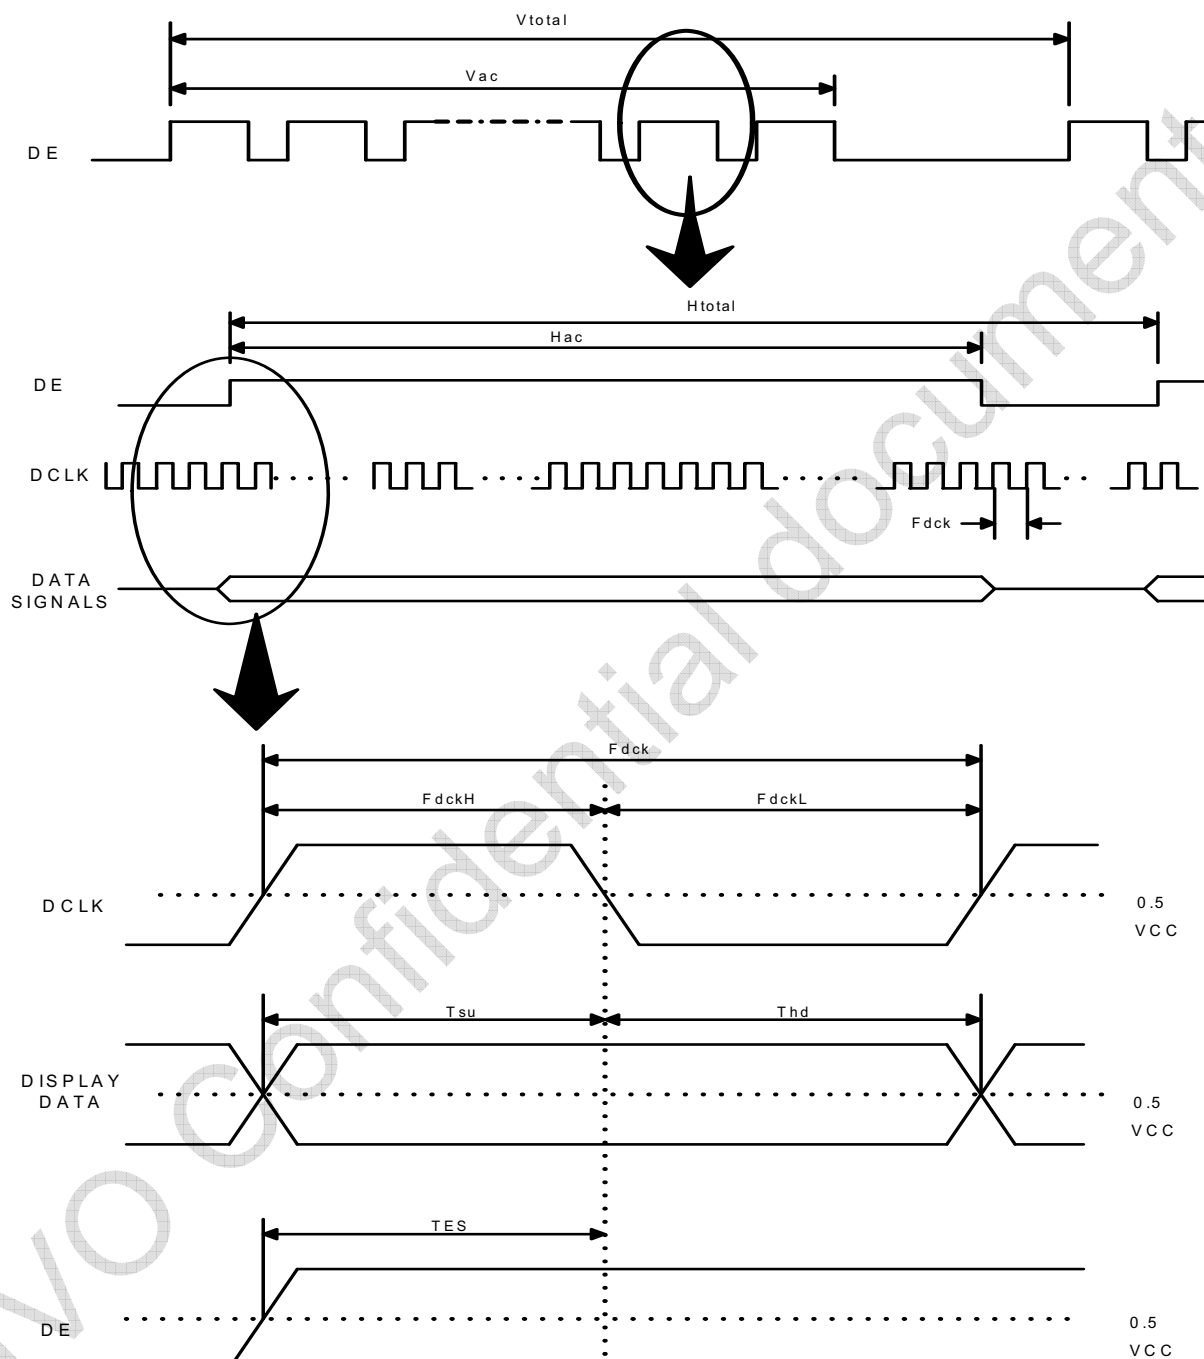 Vtotal
Vac
DE
Htotal
Hac
DE
DCLK
Fdck
DATA
SIGNALS
Fdck
FdckH
FdckL
DCLK
0.5
VCC
Tsu
Thd
DISPLAY
DATA
0.5
VCC
TES
DE
0.5
VCC
VO Confidential document